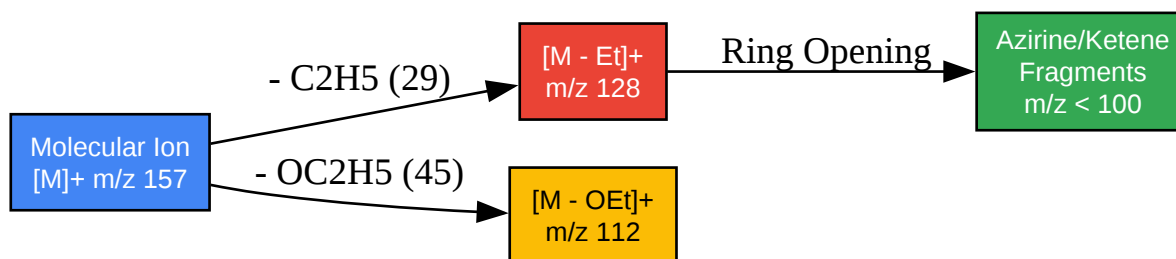 Molecular Ion
[M]+ m/z 157
- C2H5 (29)
- OC2H5 (45)
[M - Et]+
m/z 128
[M - OEt]+
m/z 112
Ring Opening
Azirine/Ketene
Fragments
m/z < 100